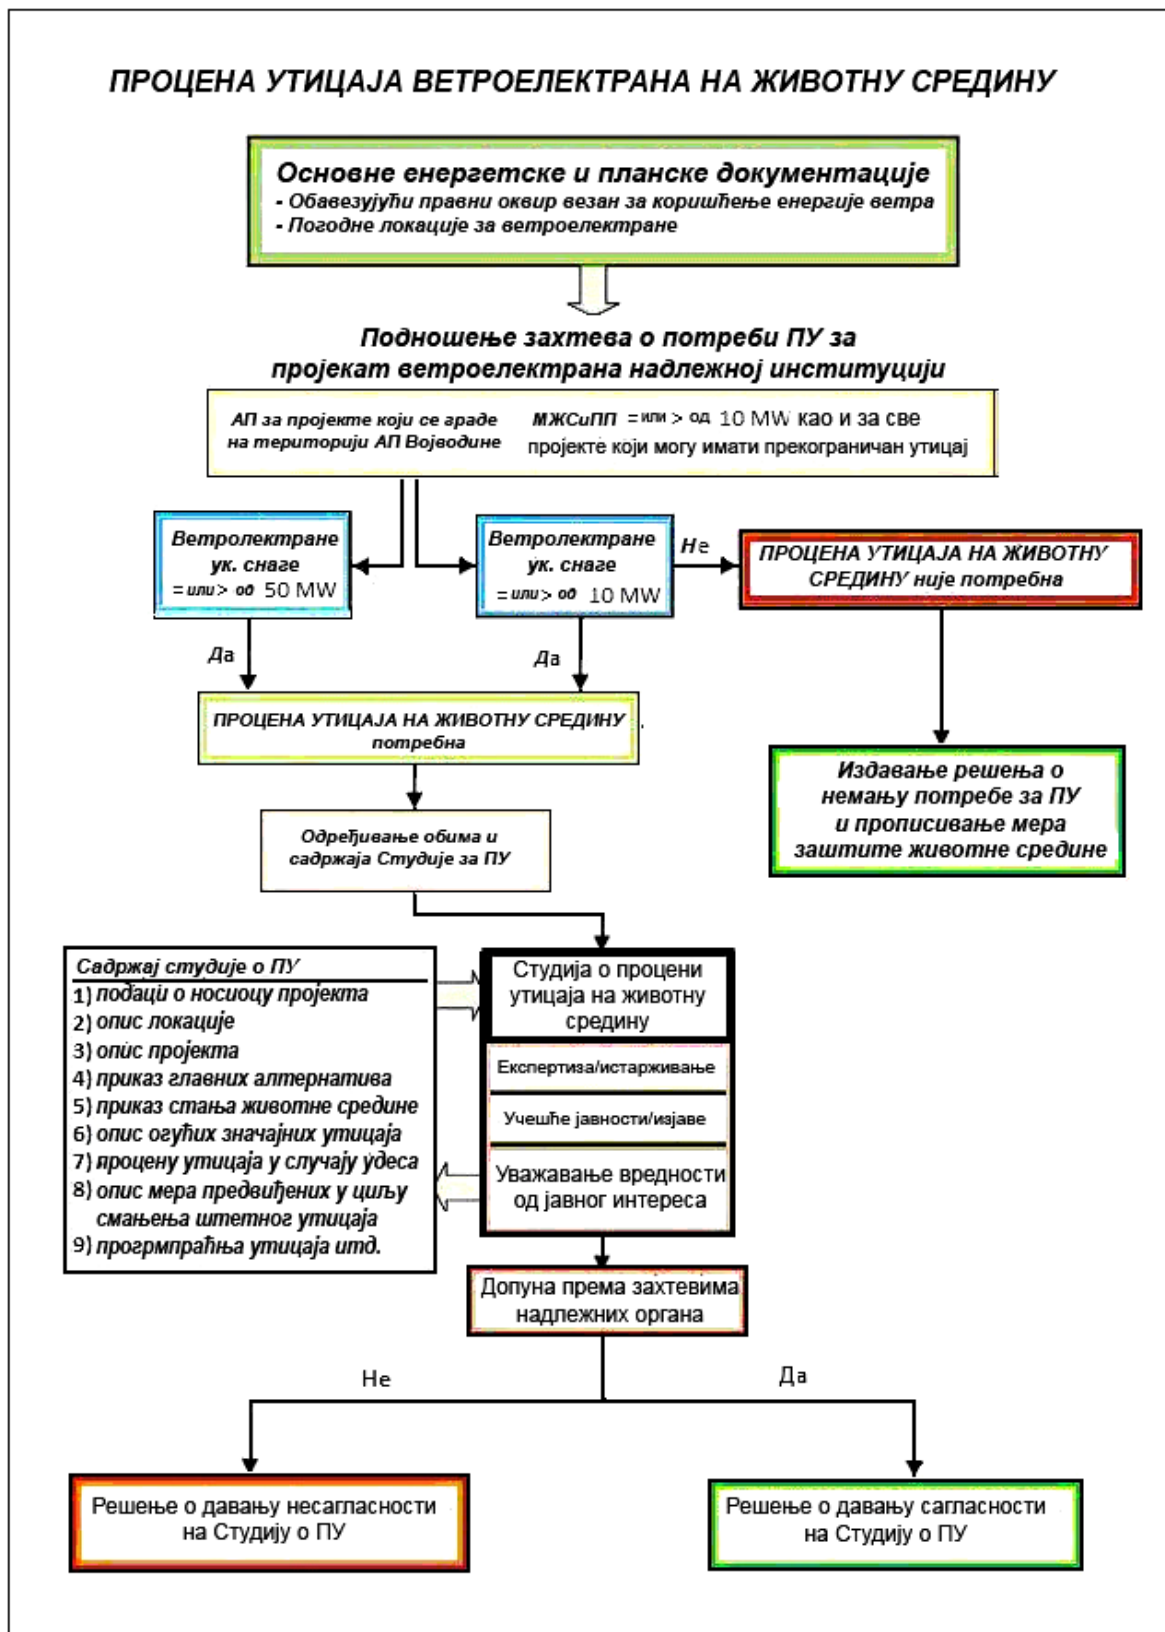 ПРОЦЕНА УТИЦАЈА ВЕТРОЕЛЕКТРАНА НА ЖИВОТНУ СРЕДИНУ
Основне енергетске и планске документације
- Обавезујући правни оквир везан за коришћење енергије ветра
- Погодне локације за ветроелектране
Подношење захтева о потреби ПУ за
пројекат ветроелектрана надлежној институцији
АП за пројекте који се граде
на територији АП Војводине
МЖСиПП = или > од 10 MW као и за све
пројекте који могу имати прекограничан утицај
Ветролектране
ук. снаге
= или > од 50 MW
Ветролектране
ук. снаге
= или > од 10 MW
Не
ПРОЦЕНА УТИЦАЈА НА ЖИВОТНУ
СРЕДИНУ није потребна
Да
Да
ПРОЦЕНА УТИЦАЈА НА ЖИВОТНУ СРЕДИНУ
потребна
Издавање решења о
немању потребе за ПУ
и прописивање мера
заштите животне средине
Одређивање обима и
садржаја Студије за ПУ
Садржај студије о ПУ
1) подаци о носиоцу пројекта
2) опис локације
3) опис пројекта
4) приказ главних алтернатива
5) приказ стања животне средине
6) опис огућих значајних утицаја
7) процену утицаја у случају удеса
8) опис мера предвиђених у циљу
смањења штетног утицаја
9) прогрмпраћња утицаја итд.
Студија о процени
утицаја на животну
средину
Експертиза/истарживање
Учешће јавности/изјаве
Уважавање вредности
од јавног интереса
Допуна према захтевима
надлежних органа
Не
Да
Решење о давању несагласности
на Студију о ПУ
Решење о давању сагласности
на Студију о ПУ